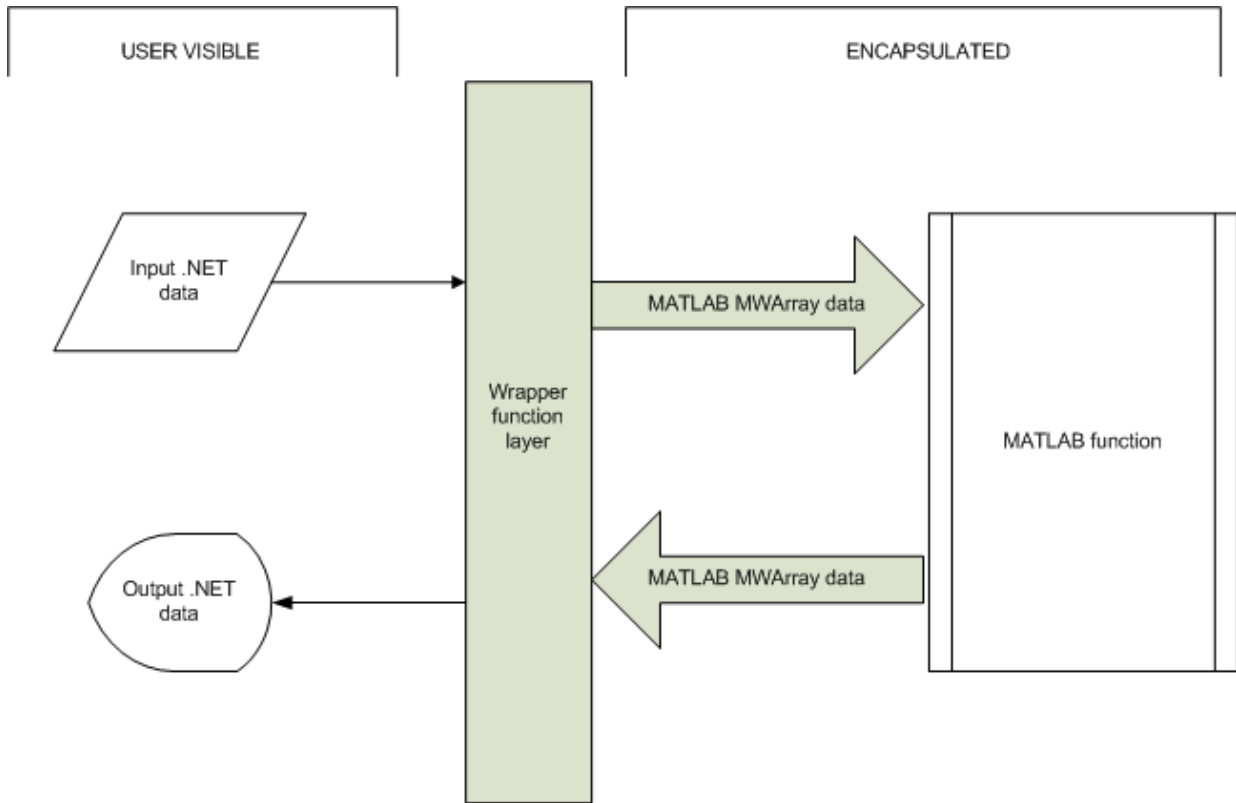 USER VISIBLE
ENCAPSULATED
Input .NET
data
MATLAB MWArray data
Wrapper
function
layer
MATLAB function
MATLAB MWArray data
Output .NET
data